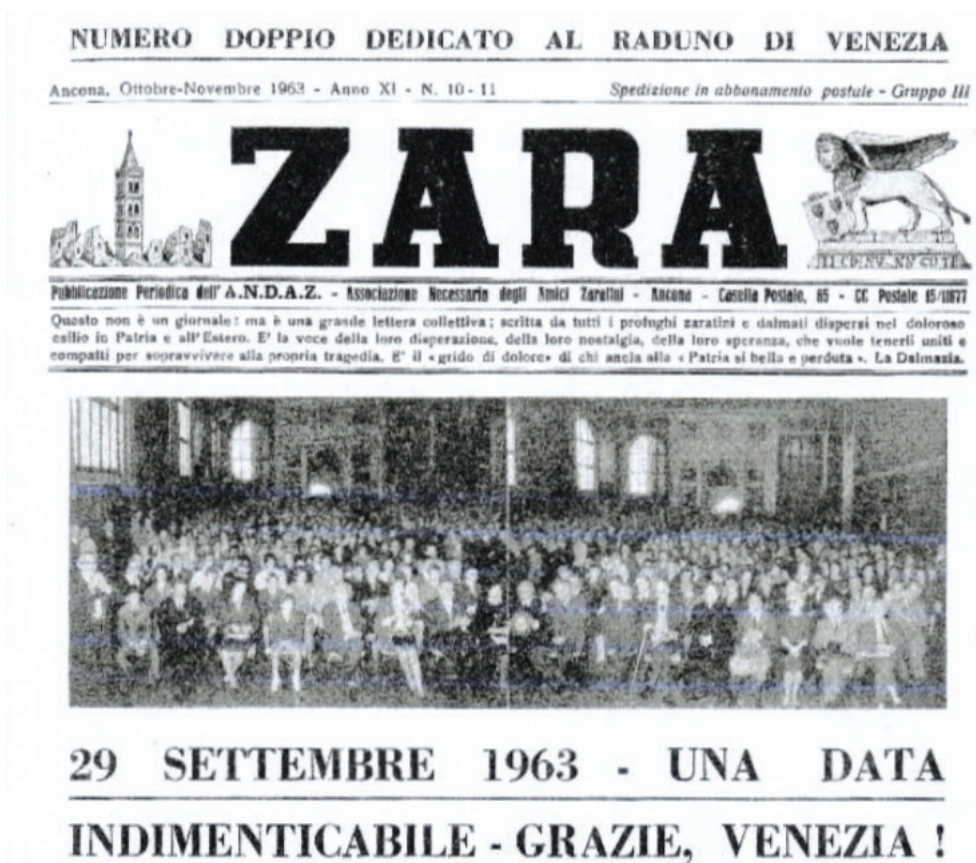 NUMERO DOPPIO DEDICATO AL RADUNO DI VENEZIA
Ancona, Ottobre-Novembre 1963 - Anno XI - N. 10-11 Spedizione in abbonamento postale - Gruppo III
ZARA
Pubblicazione Periodica dell' A.N.D.A.Z. - Associazione Necessaria degli Amici Zaratini - Ancona - Casella Postale, 65 - CC Postale 15/11877
Questo non è un giornale: ma è una grande lettera collettiva; scritta da tutti i profughi zaratini e dalmati dispersi nel doloroso
esilio in Patria e all'Estero. E' la voce della loro disperazione, della loro nostalgia, della loro speranza, che vuole tenerli uniti e
compatti per sopravvivere alla propria tragedia. E' il «grido di dolore» di chi anela alla «Patria sì bella e perduta». La Dalmazia.
29 SETTEMBRE 1963 - UNA DATA
INDIMENTICABILE - GRAZIE, VENEZIA !